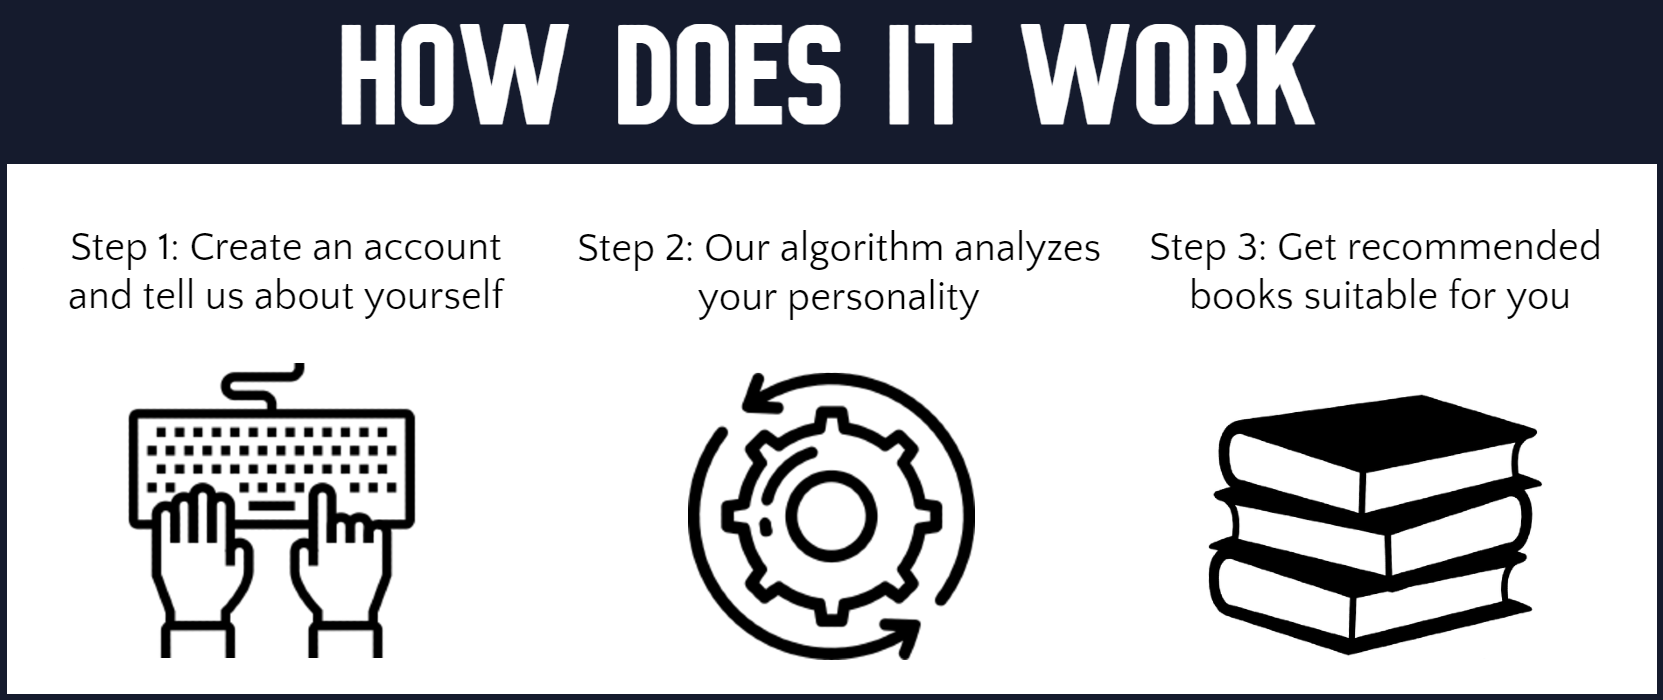 HOW DOES IT WORK
Step 1: Create an account
and tell us about yourself
Step 2: Our algorithm analyzes
your personality
Step 3: Get recommended
books suitable for you